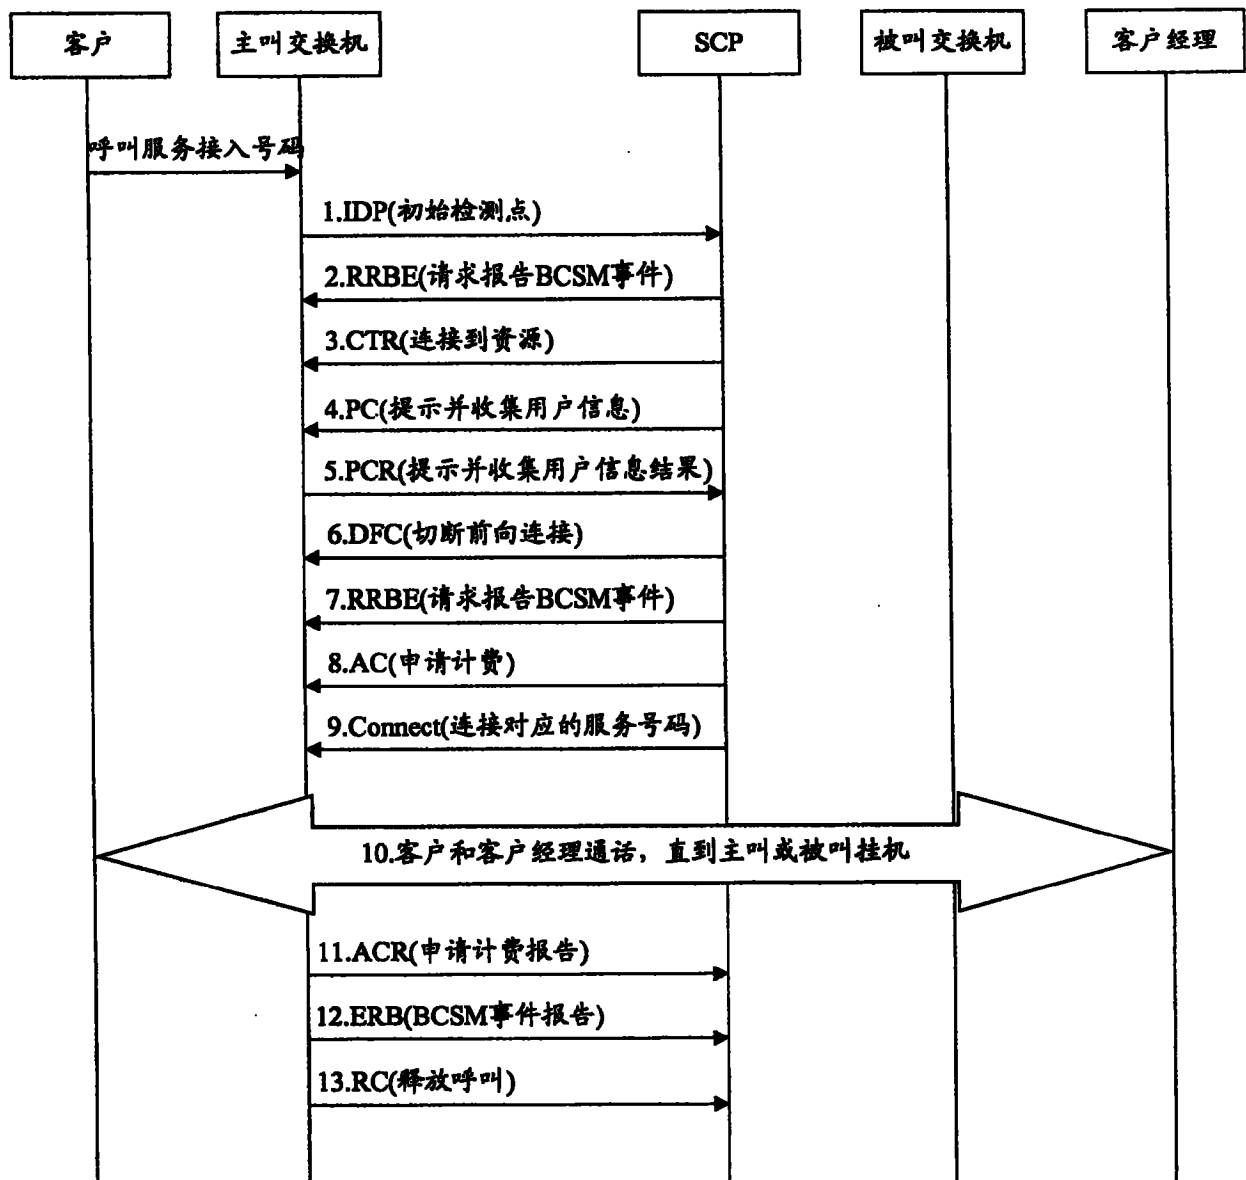 客户
主叫交换机
SCP
被叫交换机
客户经理
呼叫服务接入号码
1.IDP(初始检测点)
2.RRBE(请求报告BCSM事件)
3.CTR(连接到资源)
4.PC(提示并收集用户信息)
5.PCR(提示并收集用户信息结果)
6.DFC(切断前向连接)
7.RRBE(请求报告BCSM事件)
8.AC(申请计费)
9.Connect(连接对应的服务号码)
10.客户和客户经理通话，直到主叫或被叫挂机
11.ACR(申请计费报告)
12.ERB(BCSM事件报告)
13.RC(释放呼叫)